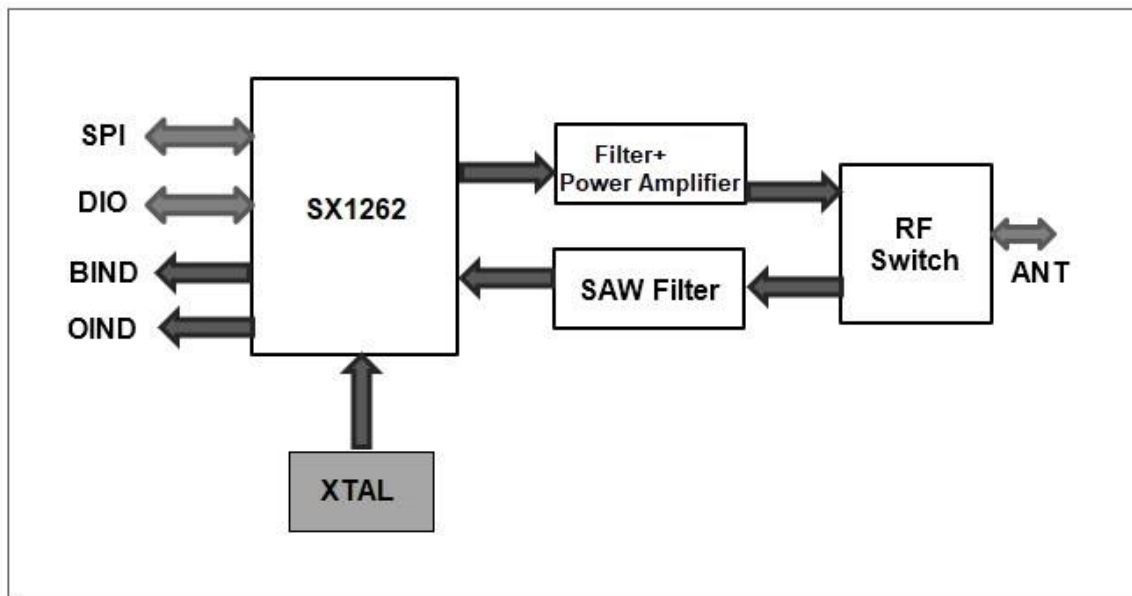 SPI
DIO
BIND
OIND
SX1262
XTAL
Filter+
Power Amplifier
SAW Filter
RF
Switch
ANT